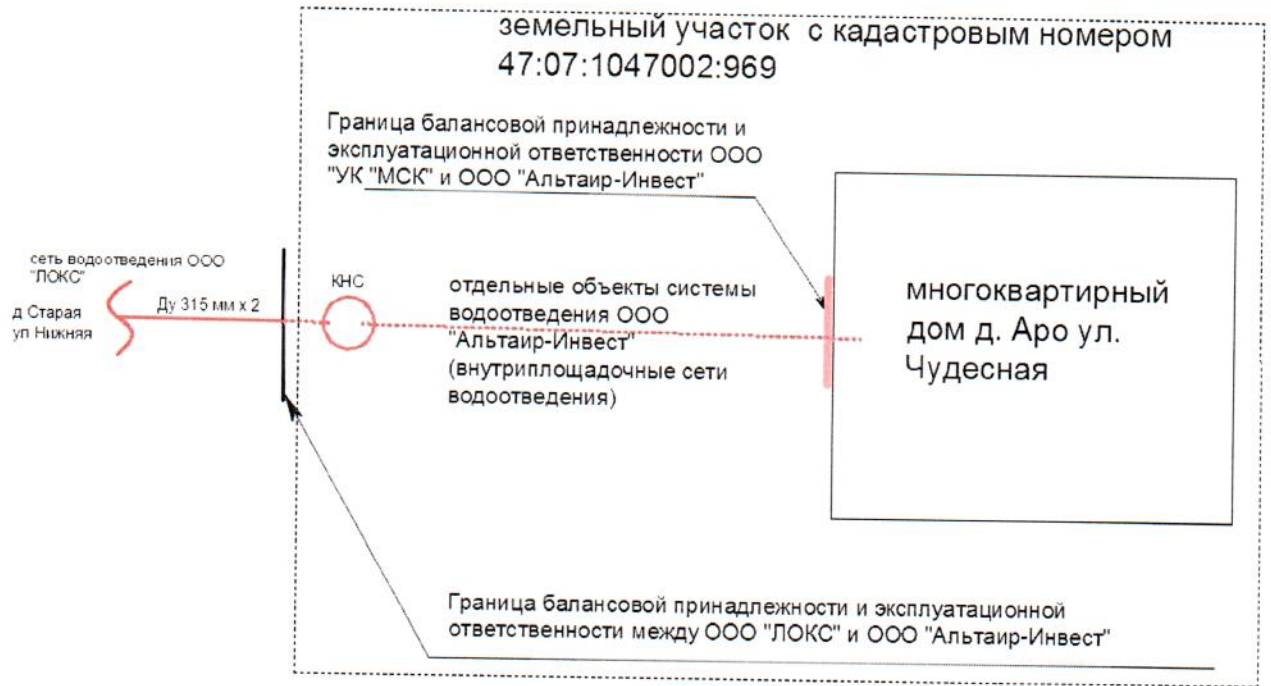 земельный участок с кадастровым номером
47:07:1047002:969
Граница балансовой принадлежности и
эксплуатационной ответственности ООО
"УК "МСК" и ООО "Альтаир-Инвест"
сеть водоотведения ООО
"ЛОКС"
д Старая
ул Нижняя
Ду 315 мм x 2
КНС
отдельные объекты системы
водоотведения ООО
"Альтаир-Инвест"
(внутриплощадочные сети
водоотведения)
многоквартирный
дом д. Аро ул.
Чудесная
Граница балансовой принадлежности и эксплуатационной
ответственности между ООО "ЛОКС" и ООО "Альтаир-Инвест"